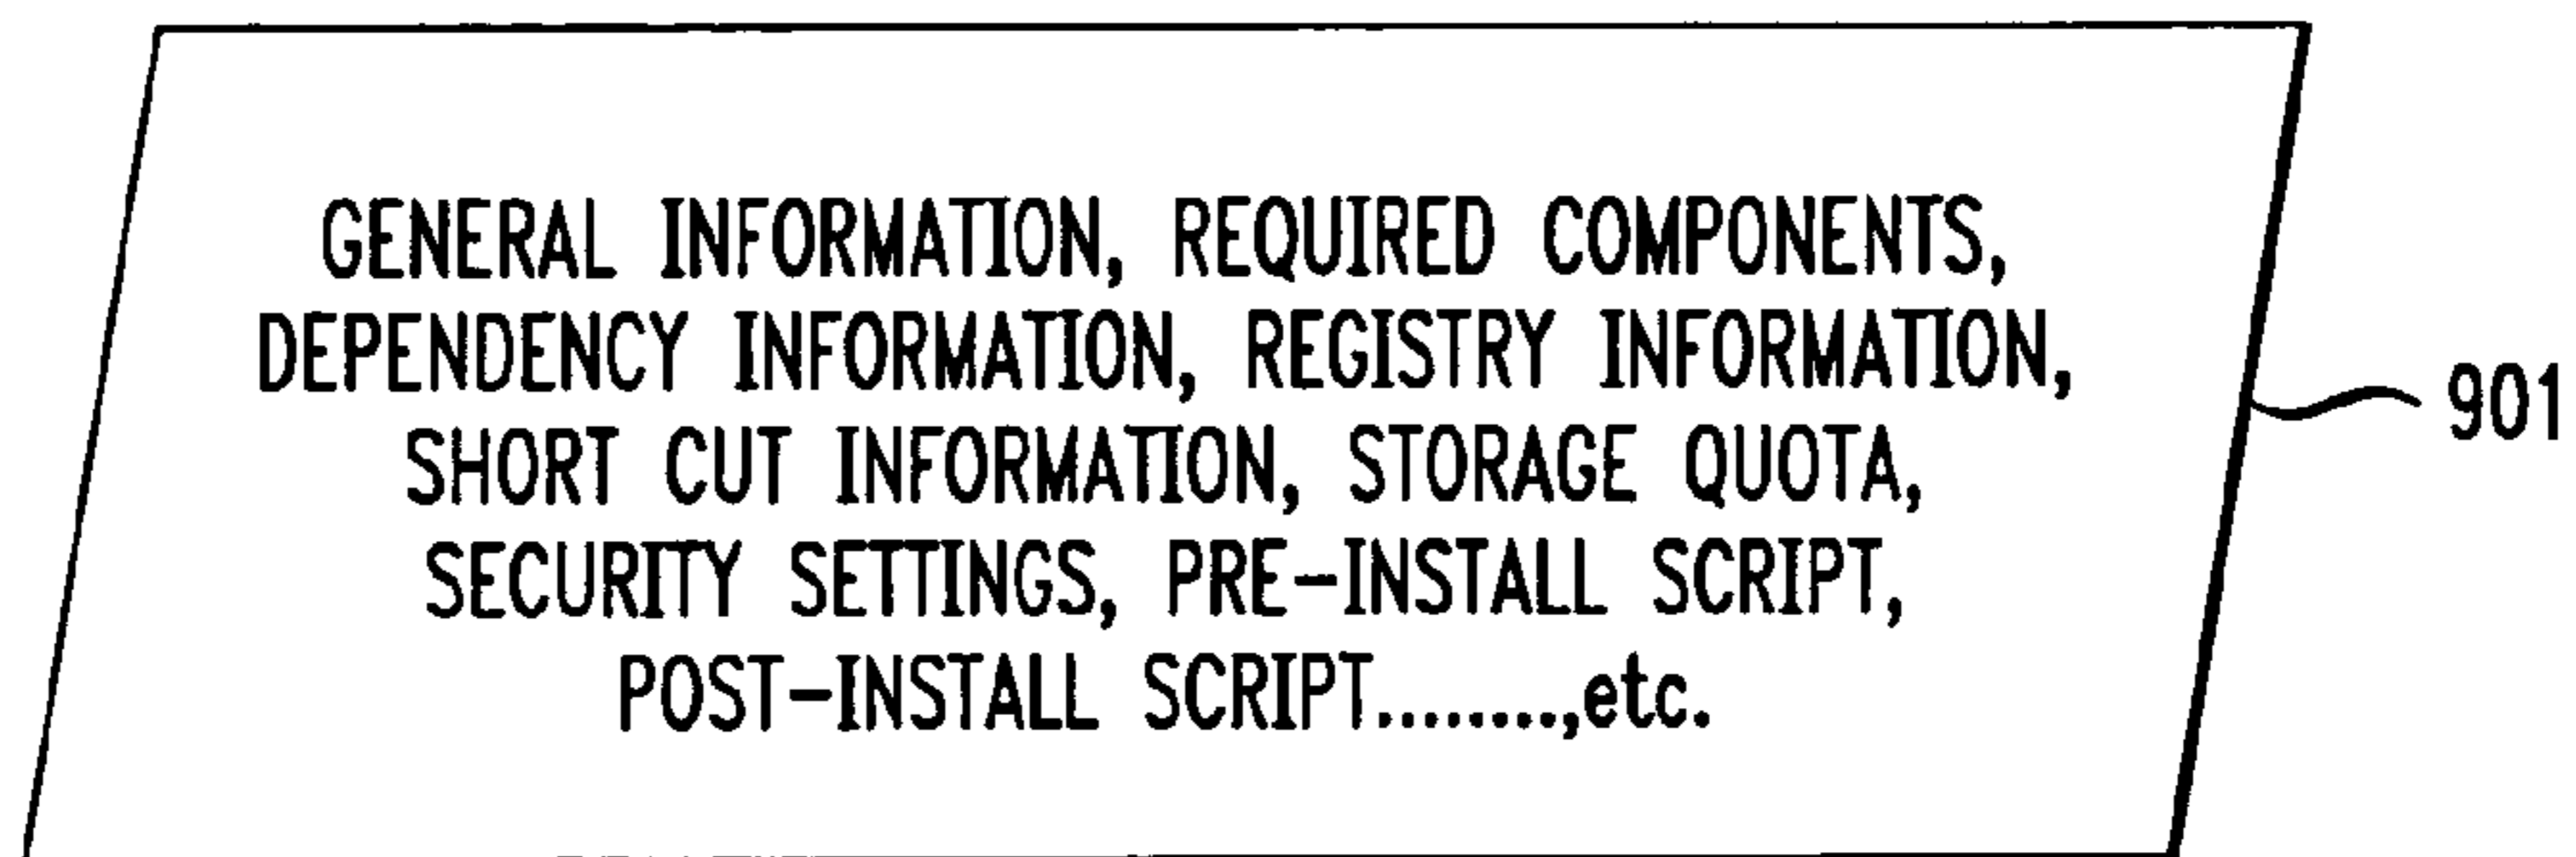 GENERAL INFORMATION, REQUIRED COMPONENTS,
DEPENDENCY INFORMATION, REGISTRY INFORMATION,
SHORT CUT INFORMATION, STORAGE QUOTA,
SECURITY SETTINGS, PRE-INSTALL SCRIPT,
POST-INSTALL SCRIPT........,etc.
901